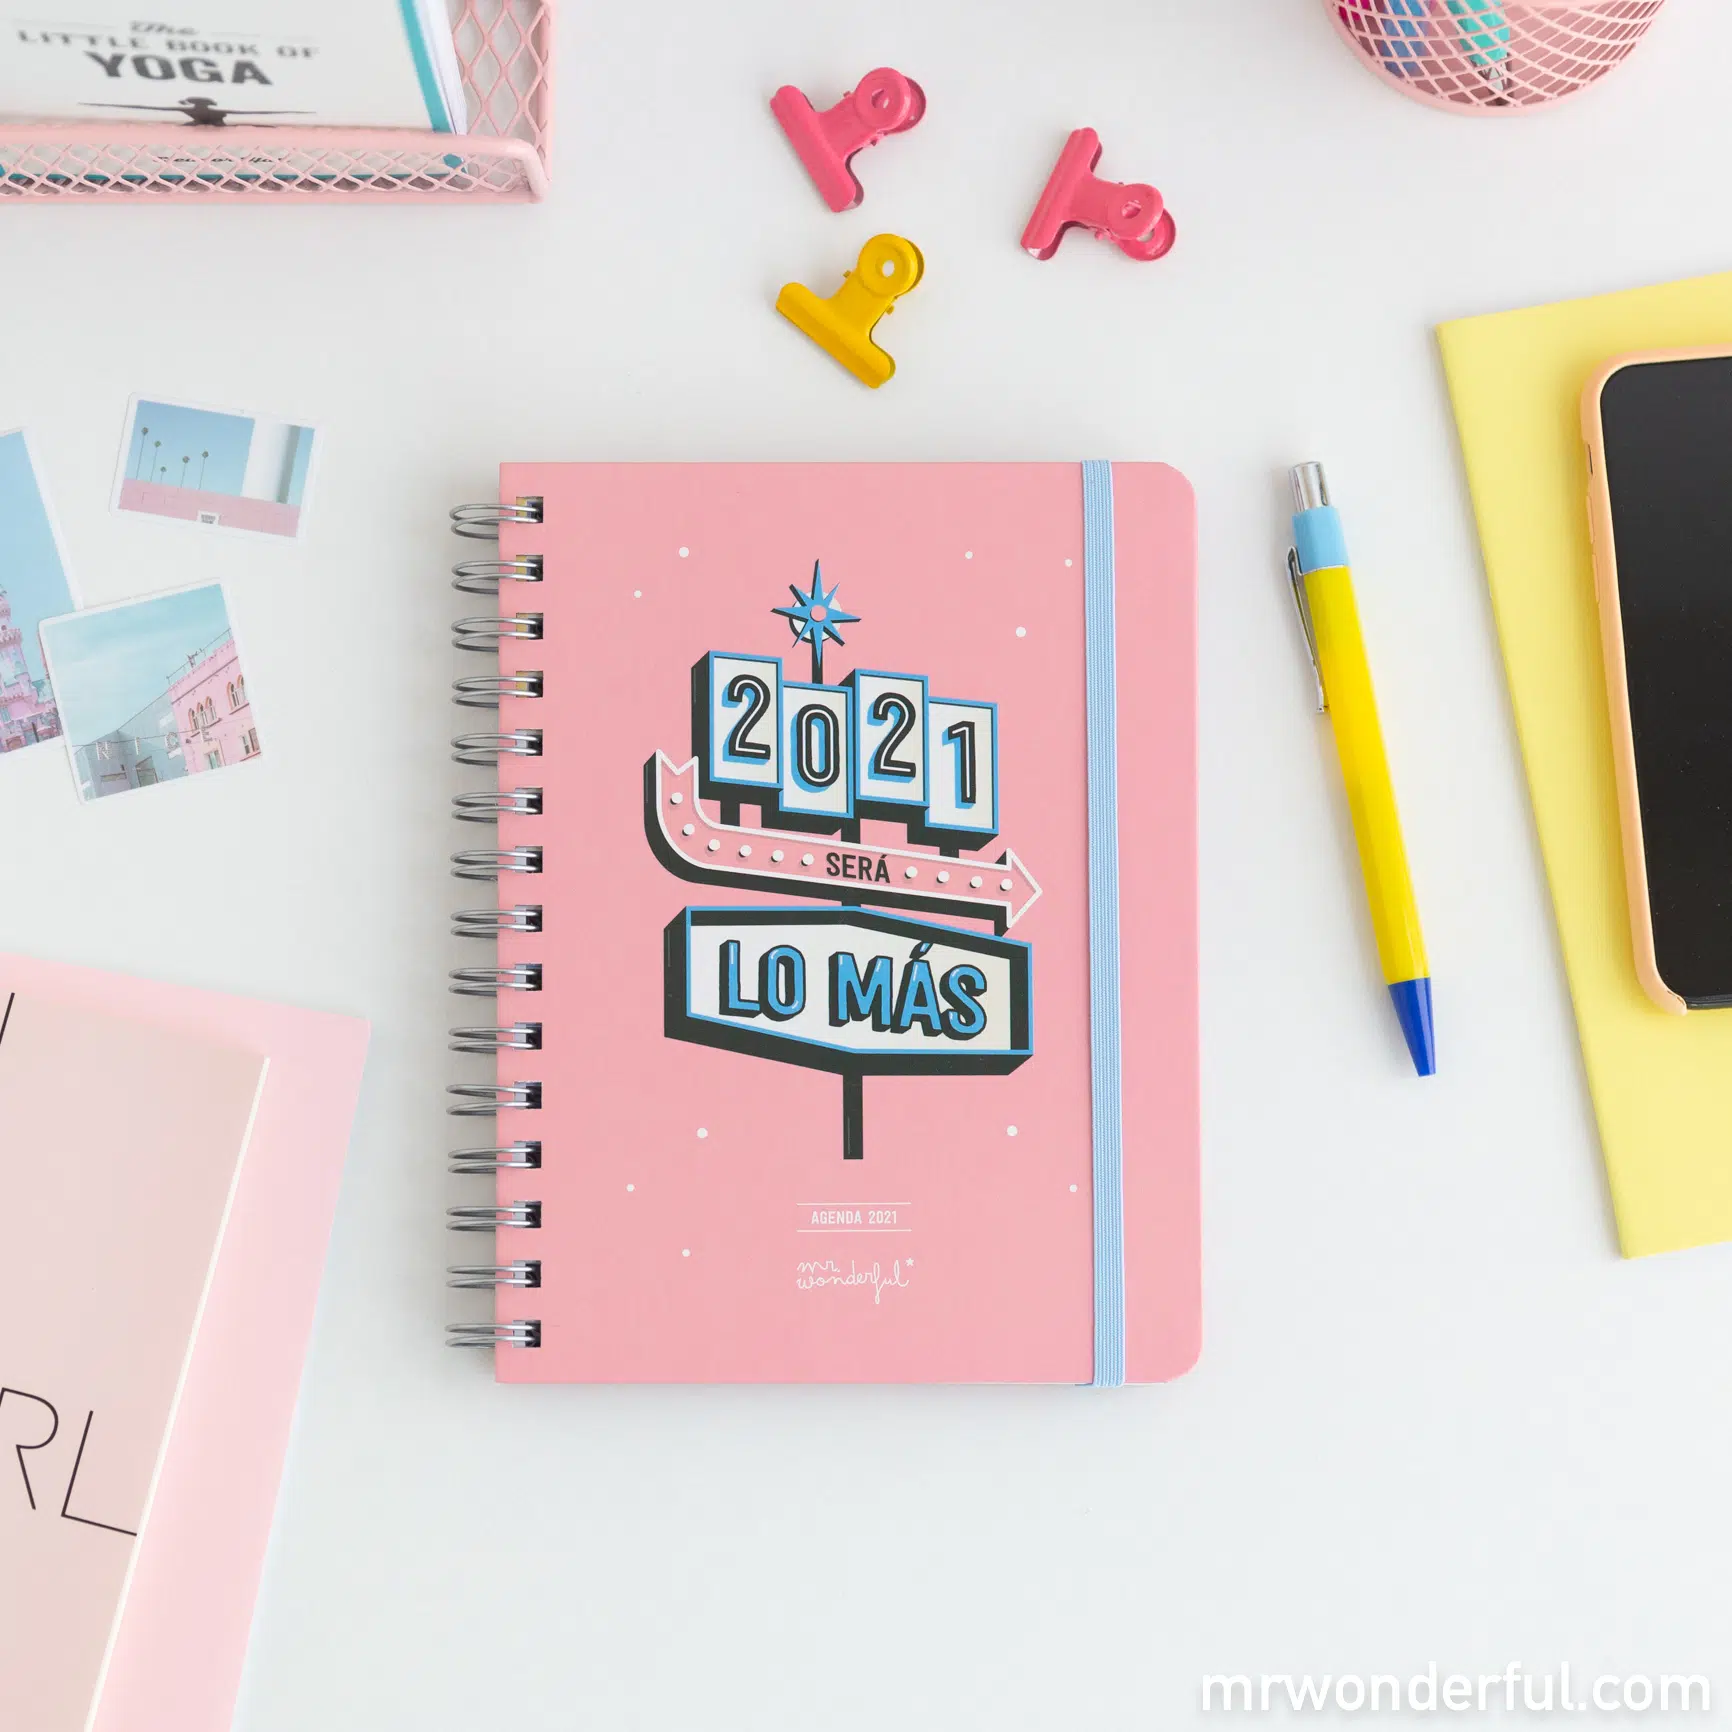 The
LITTLE BOOK OF
YOGA
2021
SERÁ
LO MÁS
AGENDA 2021
mr.
wonderful*
RL
mrwonderful.com